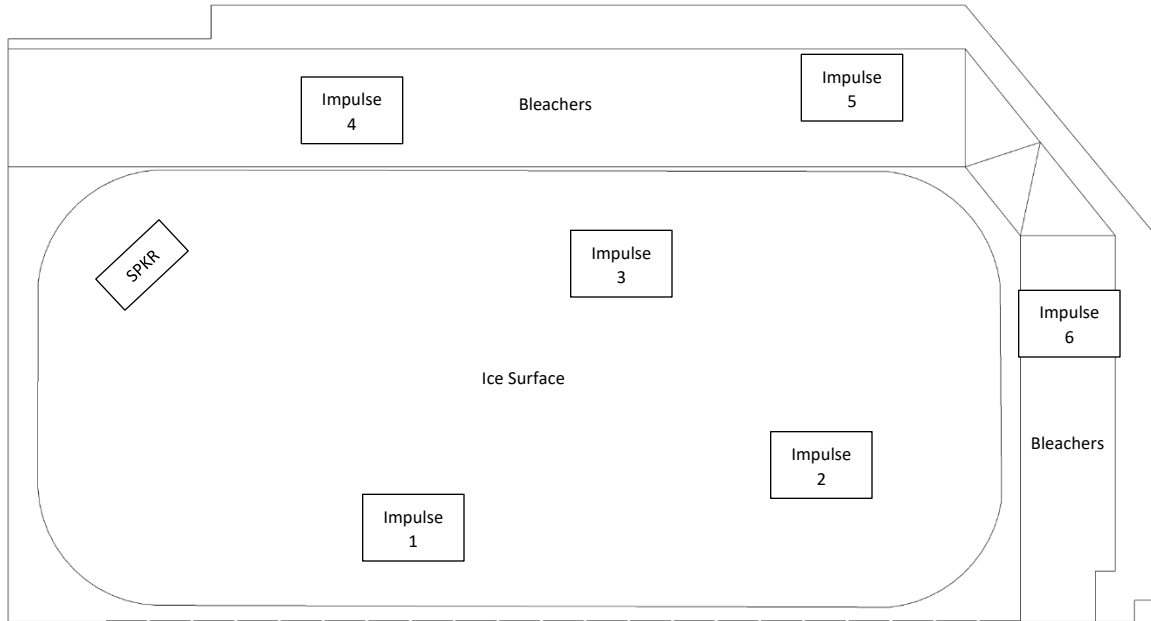 Impulse
4
Bleachers
Impulse
5
SPKR
Impulse
3
Impulse
6
Ice Surface
Impulse
2
Bleachers
Impulse
1